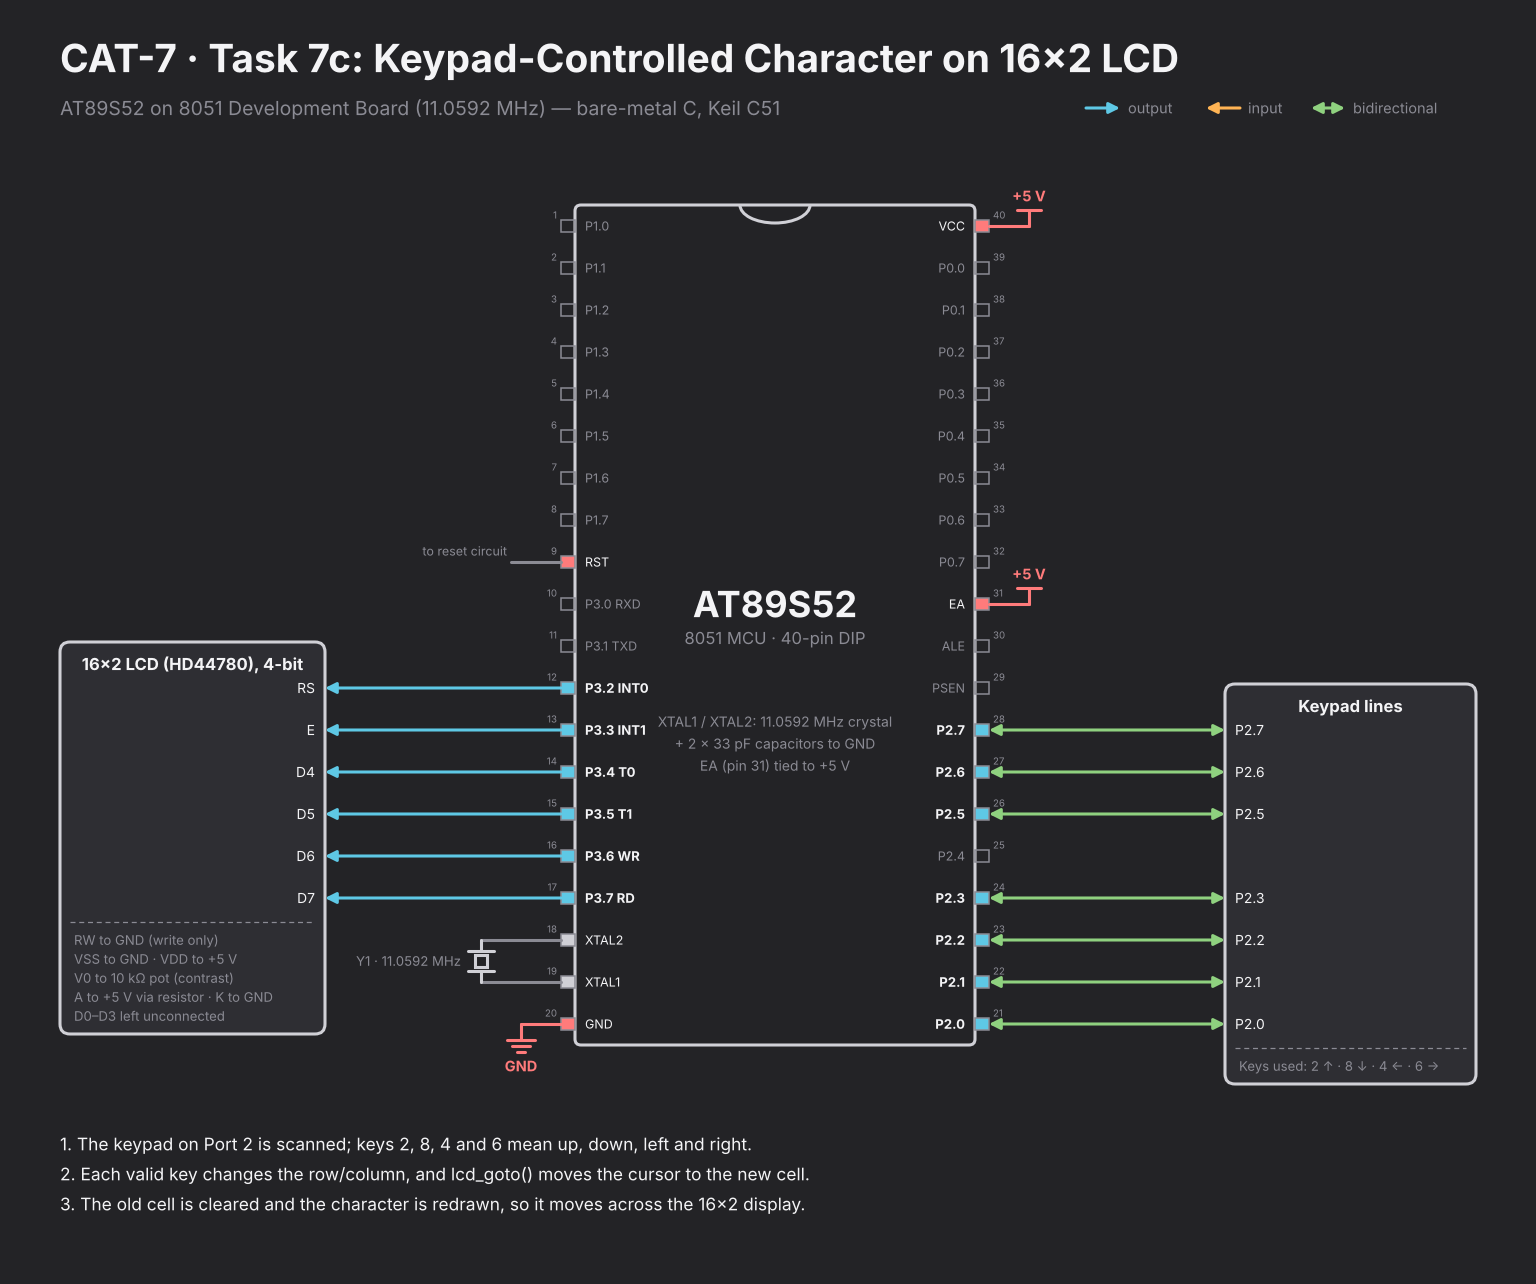 CAT-7 · Task 7c: Keypad-Controlled Character on 16×2 LCD
AT89S52 on 8051 Development Board (11.0592 MHz) — bare-metal C, Keil C51
output
input
bidirectional
+5 V
1
P1.0
VCC
40
2
P1.1
P0.0
39
3
P1.2
P0.1
38
4
P1.3
P0.2
37
5
P1.4
P0.3
36
6
P1.5
P0.4
35
7
P1.6
P0.5
34
8
P1.7
P0.6
33
to reset circuit
9
RST
P0.7
32
+5 V
10
P3.0 RXD
AT89S52
EA
31
8051 MCU · 40-pin DIP
11
P3.1 TXD
ALE
30
16×2 LCD (HD44780), 4-bit
RS
12
P3.2 INT0
PSEN
29
Keypad lines
E
13
P3.3 INT1
XTAL1 / XTAL2: 11.0592 MHz crystal
+ 2 × 33 pF capacitors to GND
EA (pin 31) tied to +5 V
P2.7
28
P2.7
D4
14
P3.4 T0
P2.6
27
P2.6
D5
15
P3.5 T1
P2.5
26
P2.5
D6
16
P3.6 WR
P2.4
25
D7
17
P3.7 RD
P2.3
24
P2.3
RW to GND (write only)
VSS to GND · VDD to +5 V
V0 to 10 kΩ pot (contrast)
A to +5 V via resistor · K to GND
D0–D3 left unconnected
18
XTAL2
P2.2
23
P2.2
Y1 · 11.0592 MHz
19
XTAL1
P2.1
22
P2.1
20
GND
P2.0
21
P2.0
GND
Keys used: 2 ↑ · 8 ↓ · 4 ← · 6 →
1. The keypad on Port 2 is scanned; keys 2, 8, 4 and 6 mean up, down, left and right.
2. Each valid key changes the row/column, and lcd_goto() moves the cursor to the new cell.
3. The old cell is cleared and the character is redrawn, so it moves across the 16×2 display.